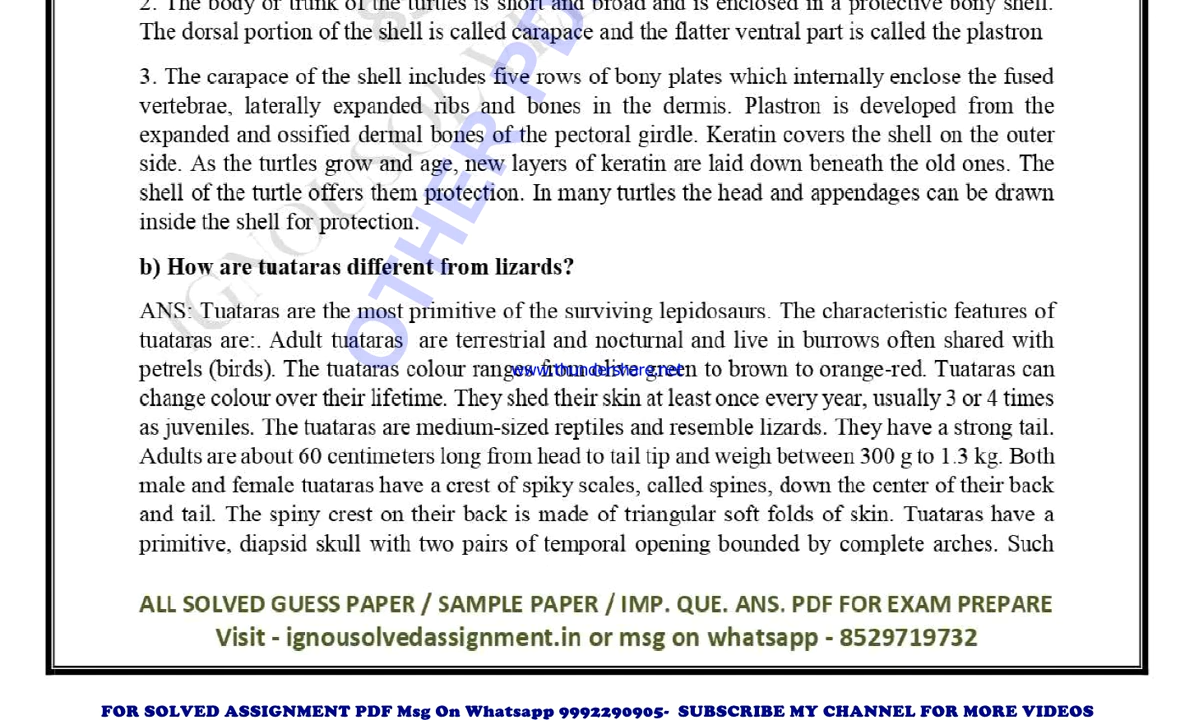 2. The body or trunk of the turtles is short and broad and is enclosed in a protective bony shell.
The dorsal portion of the shell is called carapace and the flatter ventral part is called the plastron
3. The carapace of the shell includes five rows of bony plates which internally enclose the fused
vertebrae, laterally expanded ribs and bones in the dermis. Plastron is developed from the
expanded and ossified dermal bones of the pectoral girdle. Keratin covers the shell on the outer
side. As the turtles grow and age, new layers of keratin are laid down beneath the old ones. The
shell of the turtle offers them protection. In many turtles the head and appendages can be drawn
inside the shell for protection.
b) How are tuataras different from lizards?
ANS: Tuataras are the most primitive of the surviving lepidosaurs. The characteristic features of
tuataras are:. Adult tuataras are terrestrial and nocturnal and live in burrows often shared with
petrels (birds). The tuataras colour ranges from olive green to brown to orange-red. Tuataras can
www.thundershare.net
change colour over their lifetime. They shed their skin at least once every year, usually 3 or 4 times
as juveniles. The tuataras are medium-sized reptiles and resemble lizards. They have a strong tail.
Adults are about 60 centimeters long from head to tail tip and weigh between 300 g to 1.3 kg. Both
male and female tuataras have a crest of spiky scales, called spines, down the center of their back
and tail. The spiny crest on their back is made of triangular soft folds of skin. Tuataras have a
primitive, diapsid skull with two pairs of temporal opening bounded by complete arches. Such
OTHER PD
IGNOU
ALL SOLVED GUESS PAPER / SAMPLE PAPER / IMP. QUE. ANS. PDF FOR EXAM PREPARE
Visit - ignousolvedassignment.in or msg on whatsapp - 8529719732
FOR SOLVED ASSIGNMENT PDF Msg On Whatsapp 9992290905- SUBSCRIBE MY CHANNEL FOR MORE VIDEOS